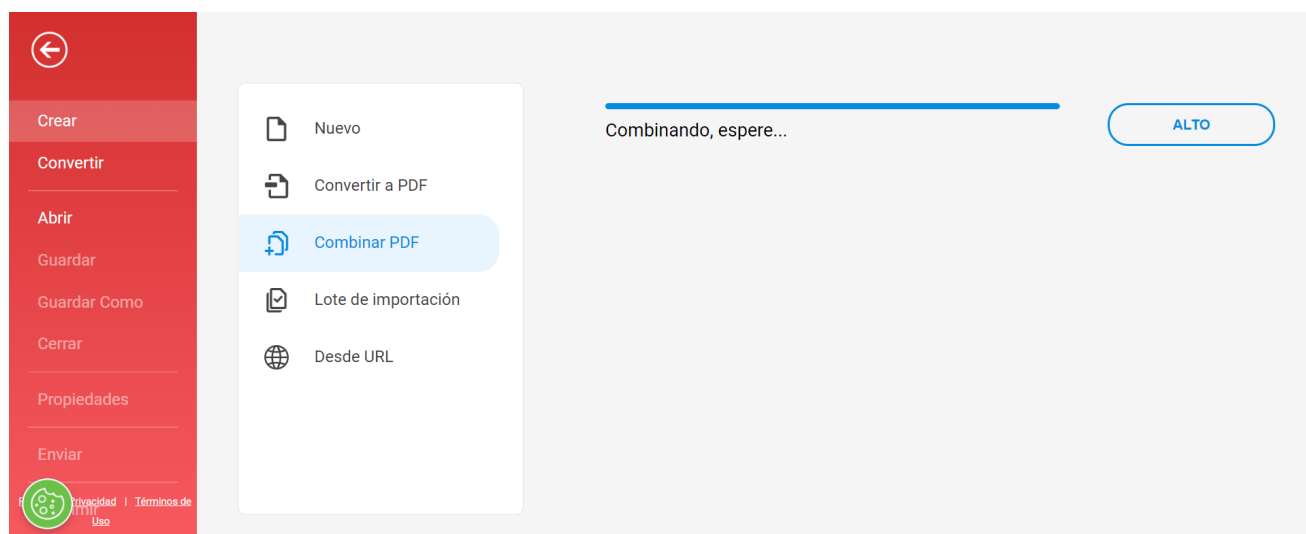 Crear
Convertir
Abrir
Guardar
Guardar Como
Cerrar
Propiedades
Enviar
Privacidad | Términos de
Uso
Nuevo
Convertir a PDF
Combinar PDF
Lote de importación
Desde URL
Combinando, espere...
ALTO